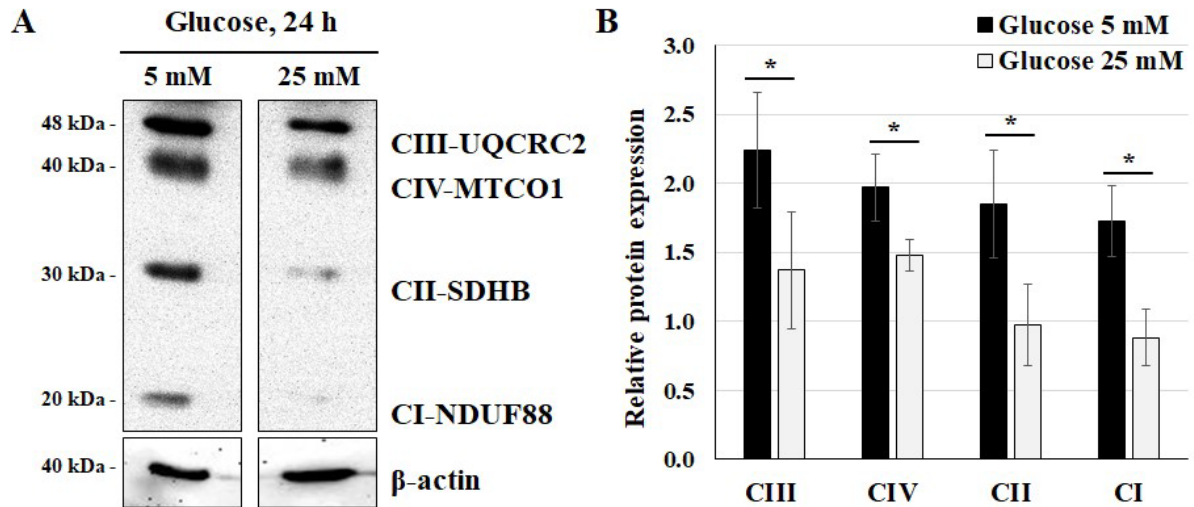 A
Glucose, 24 h
5 mM
25 mM
48 kDa -
40 kDa -
30 kDa -
20 kDa -
40 kDa -
CIII-UQCRC2
CIV-MTCO1
CII-SDHB
CI-NDUF88
β-actin
B
Glucose 5 mM
Glucose 25 mM
Relative protein expression
3.0
2.5
2.0
1.5
1.0
0.5
0.0
*
*
*
*
CIII
CIV
CII
CI